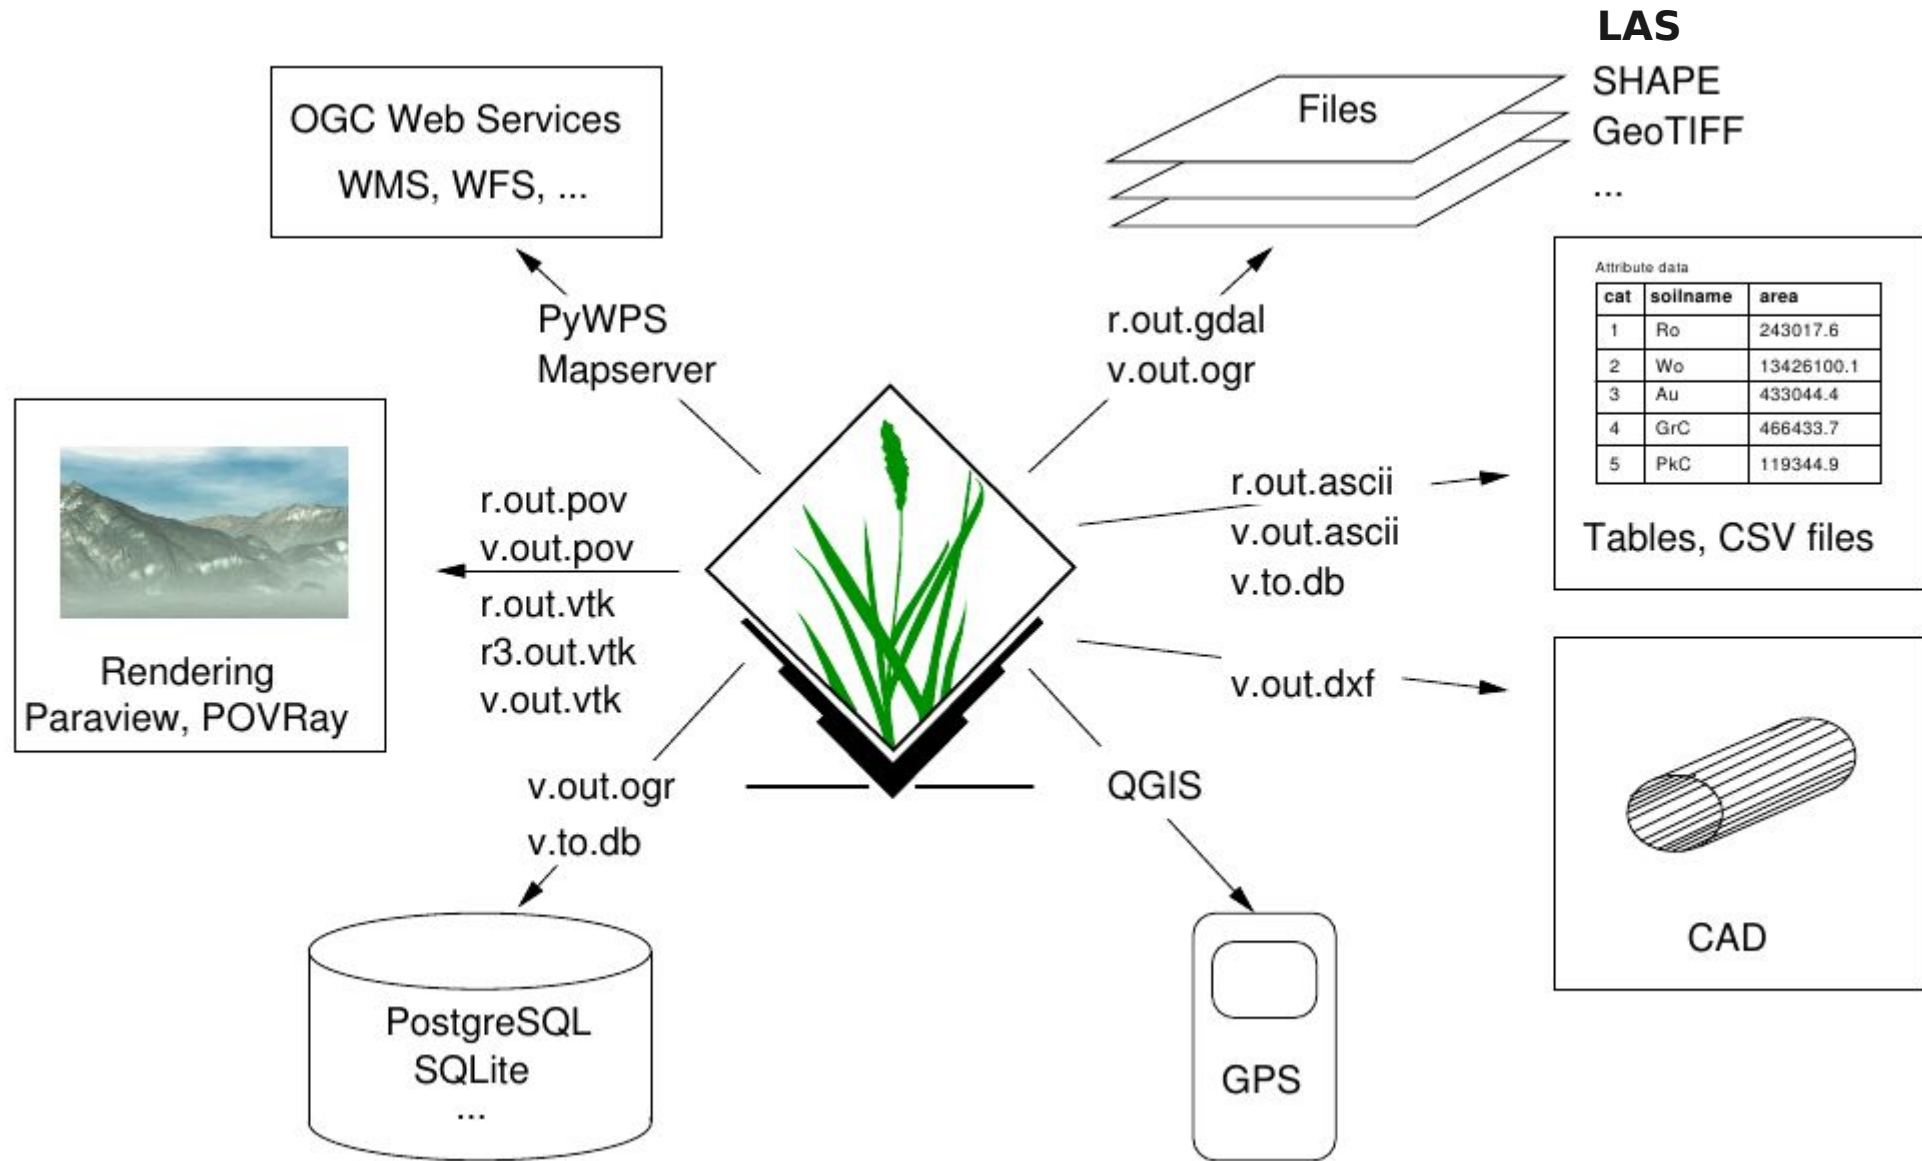 LAS
SHAPE
GeoTIFF
...
Files
OGC Web Services
WMS, WFS, ...
PyWPS
Mapserver
r.out.gdal
v.out.ogr
Attribute data
cat soilname area
1 Ro 243017.6
2 Wo 13426100.1
3 Au 433044.4
4 GrC 466433.7
5 PkC 119344.9
Tables, CSV files
r.out.ascii
v.out.ascii
v.to.db
r.out.pov
v.out.pov
r.out.vtk
r3.out.vtk
v.out.vtk
Rendering
Paraview, POVRay
v.out.dxf
CAD
v.out.ogr
v.to.db
QGIS
PostgreSQL
SQLite
...
GPS